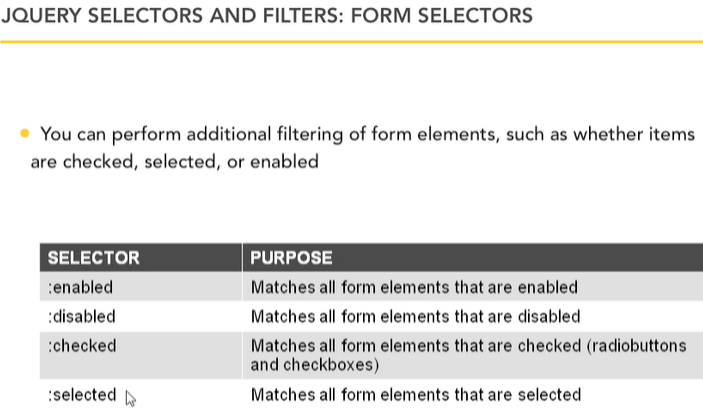 JQUERY SELECTORS AND FILTERS: FORM SELECTORS
You can perform additional filtering of form elements, such as whether items
are checked, selected, or enabled
SELECTOR PURPOSE
:enabled Matches all form elements that are enabled
:disabled Matches all form elements that are disabled
:checked Matches all form elements that are checked (radiobuttons
and checkboxes)
:selected Matches all form elements that are selected